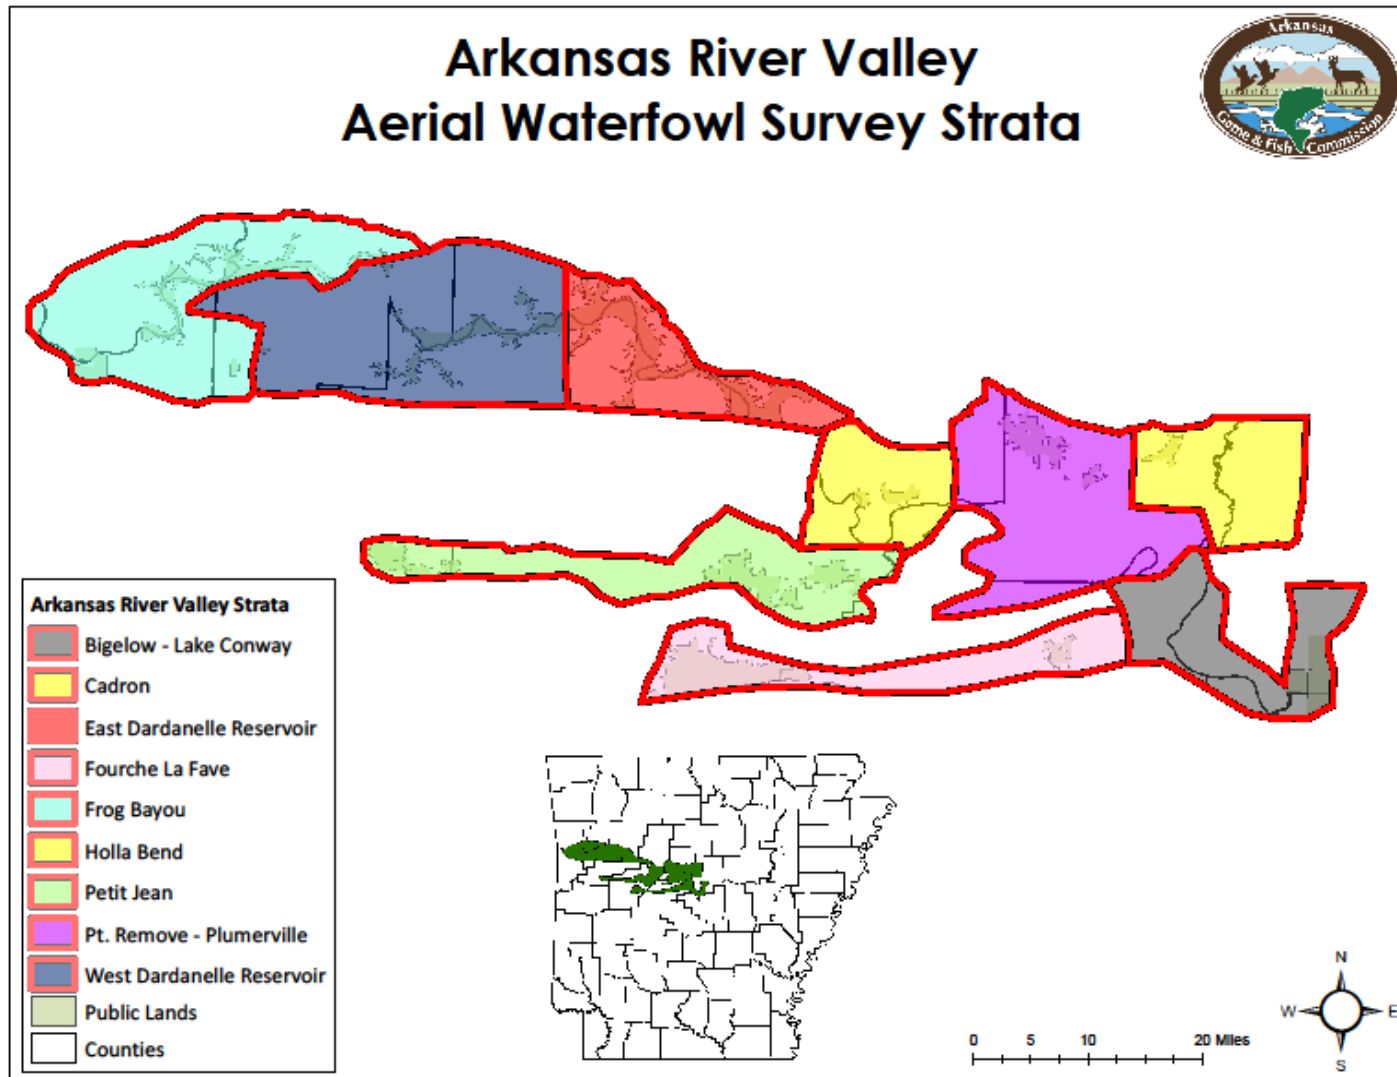 Arkansas River Valley
Aerial Waterfowl Survey Strata
Arkansas
Game & Fish Commission
Arkansas River Valley Strata
Bigelow - Lake Conway
Cadron
East Dardanelle Reservoir
Fourche La Fave
Frog Bayou
Holla Bend
Petit Jean
Pt. Remove - Plumerville
West Dardanelle Reservoir
Public Lands
Counties
0 5 10 20 Miles
N
W E
S